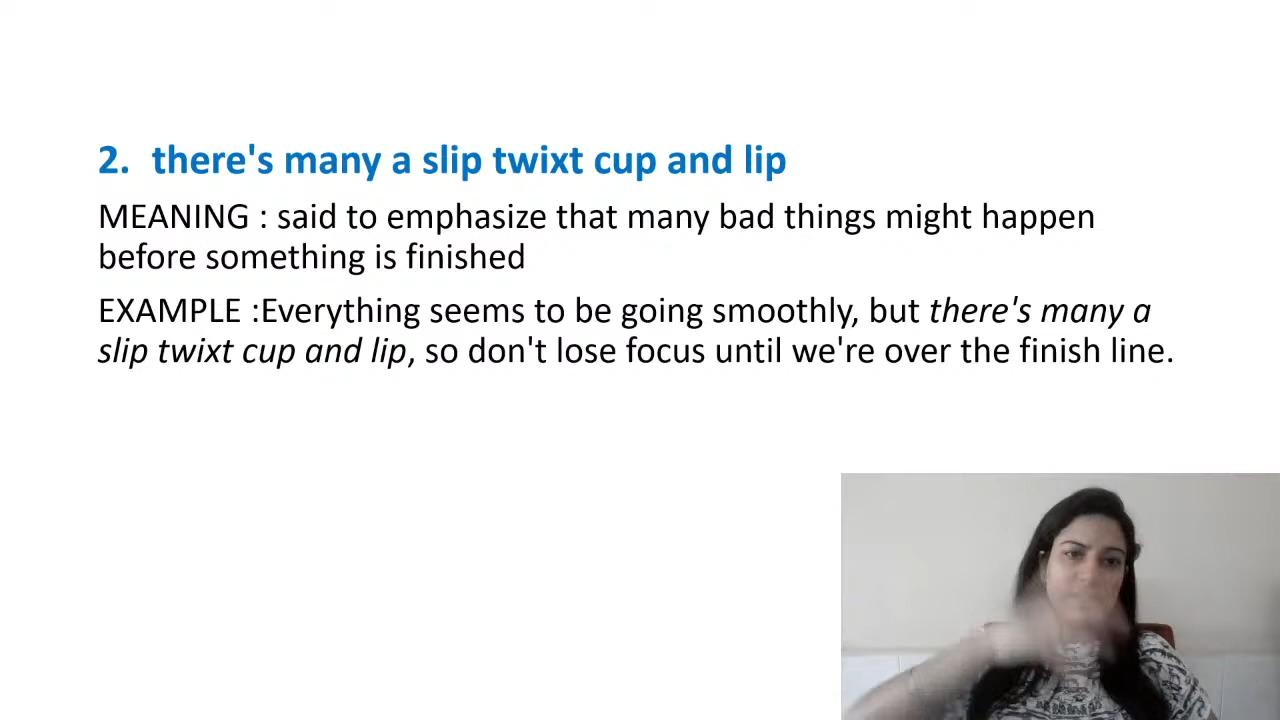 2. there's many a slip twixt cup and lip
MEANING : said to emphasize that many bad things might happen
before something is finished
EXAMPLE :Everything seems to be going smoothly, but there's many a
slip twixt cup and lip, so don't lose focus until we're over the finish line.